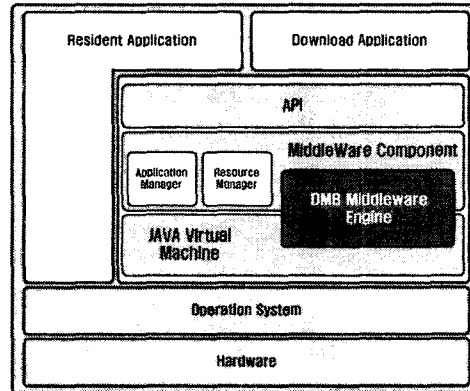 Resident Application
Download Application
API
MiddleWare Component
Application
Manager
Resource
Manager
DMB Middleware
Engine
JAVA Virtual
Machine
Operation System
Hardware